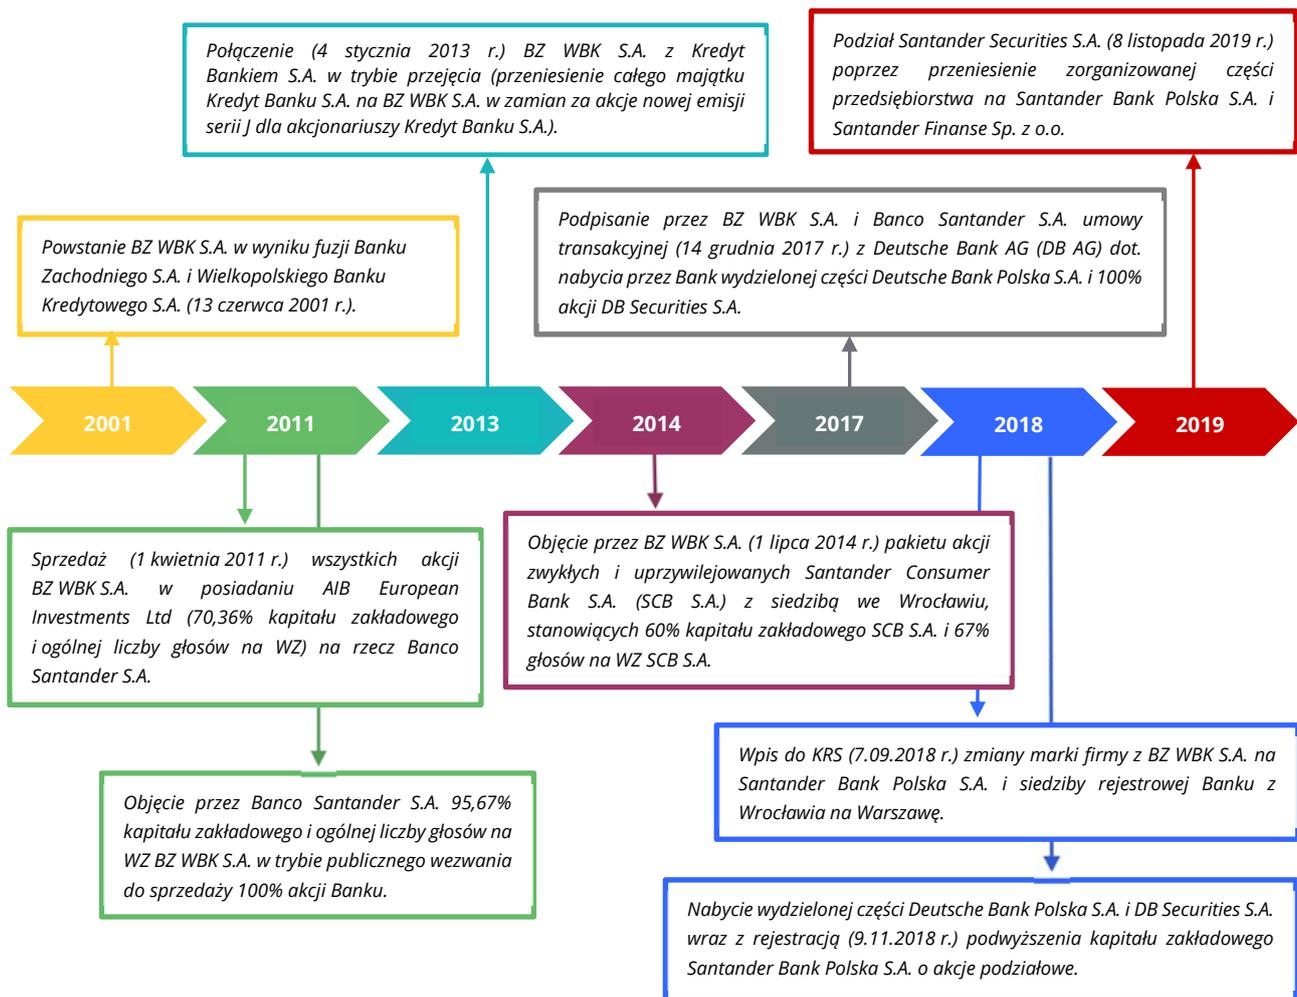 Połączenie (4 stycznia 2013 r.) BZ WBK S.A. z Kredyt
Bankiem S.A. w trybie przejęcia (przeniesienie całego majątku
Kredyt Banku S.A. na BZ WBK S.A. w zamian za akcje nowej emisji
serii J dla akcjonariuszy Kredyt Banku S.A.).
Podział Santander Securities S.A. (8 listopada 2019 r.)
poprzez przeniesienie zorganizowanej części
przedsiębiorstwa na Santander Bank Polska S.A. i
Santander Finanse Sp. z o.o.
Powstanie BZ WBK S.A. w wyniku fuzji Banku
Zachodniego S.A. i Wielkopolskiego Banku
Kredytowego S.A. (13 czerwca 2001 r.).
Podpisanie przez BZ WBK S.A. i Banco Santander S.A. umowy
transakcyjnej (14 grudnia 2017 r.) z Deutsche Bank AG (DB AG) dot.
nabycia przez Bank wydzielonej części Deutsche Bank Polska S.A. i 100%
akcji DB Securities S.A.
2001
2011
2013
2014
2017
2018
2019
Sprzedaż (1 kwietnia 2011 r.) wszystkich akcji
BZ WBK S.A. w posiadaniu AIB European
Investments Ltd (70,36% kapitału zakładowego
i ogólnej liczby głosów na WZ) na rzecz Banco
Santander S.A.
Objęcie przez BZ WBK S.A. (1 lipca 2014 r.) pakietu akcji
zwykłych i uprzywilejowanych Santander Consumer
Bank S.A. (SCB S.A.) z siedzibą we Wrocławiu,
stanowiących 60% kapitału zakładowego SCB S.A. i 67%
głosów na WZ SCB S.A.
Objęcie przez Banco Santander S.A. 95,67%
kapitału zakładowego i ogólnej liczby głosów na
WZ BZ WBK S.A. w trybie publicznego wezwania
do sprzedaży 100% akcji Banku.
Wpis do KRS (7.09.2018 r.) zmiany marki firmy z BZ WBK S.A. na
Santander Bank Polska S.A. i siedziby rejestrowej Banku z
Wrocławia na Warszawę.
Nabycie wydzielonej części Deutsche Bank Polska S.A. i DB Securities S.A.
wraz z rejestracją (9.11.2018 r.) podwyższenia kapitału zakładowego
Santander Bank Polska S.A. o akcje podziałowe.